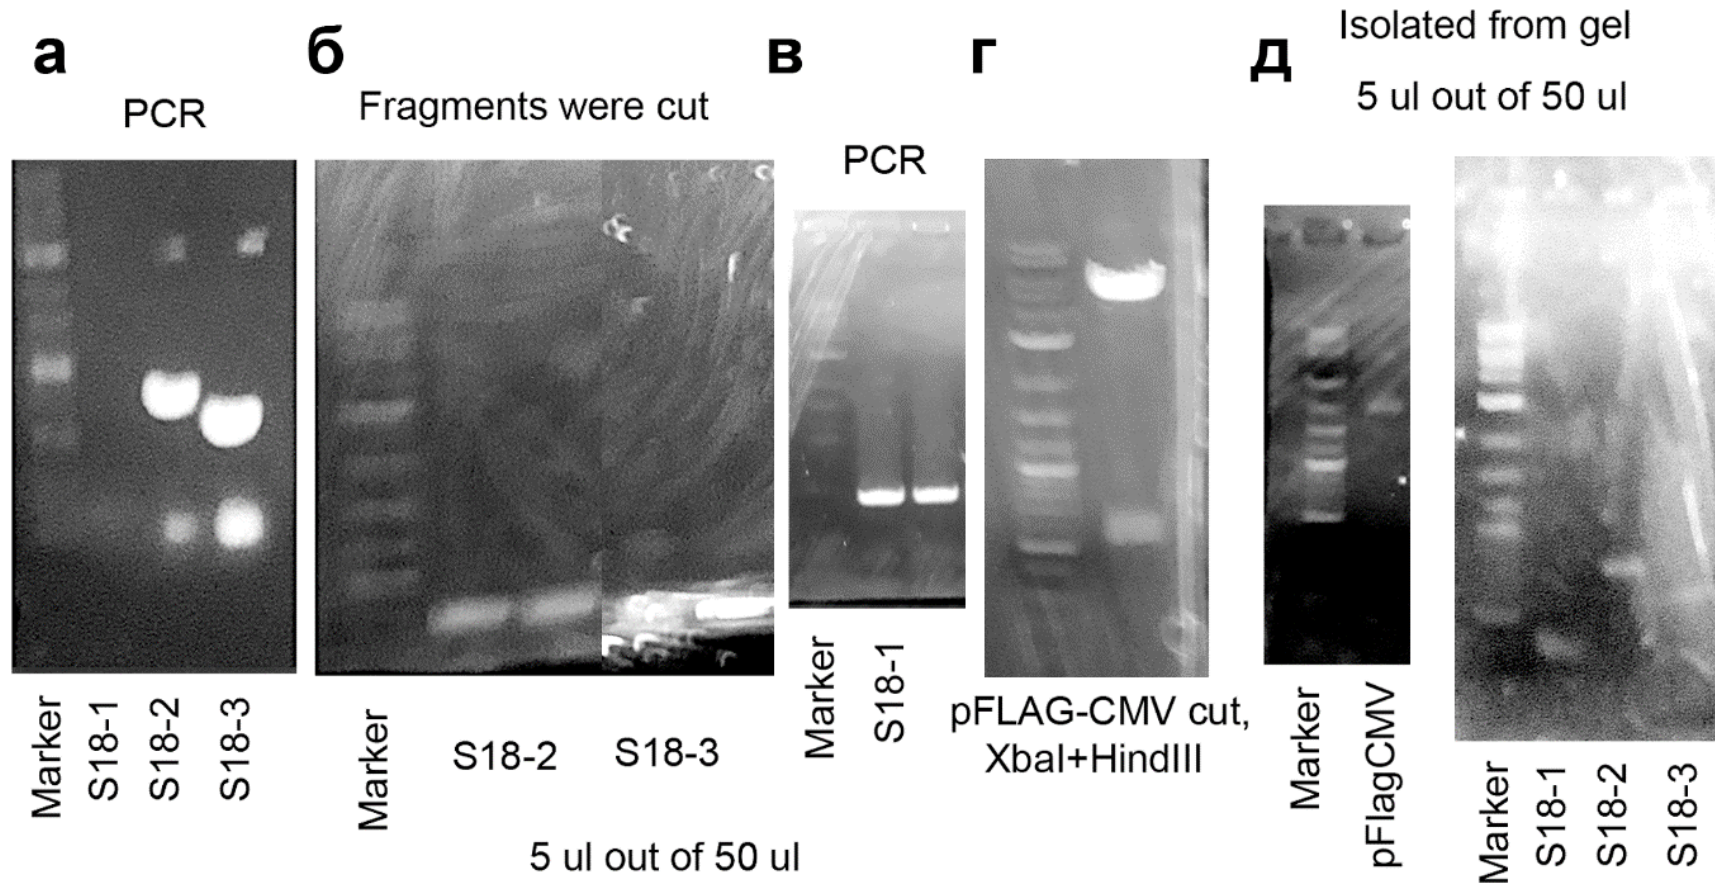 а
PCR
Marker
S18-1
S18-2
S18-3
б
Fragments were cut
Marker
S18-2
S18-3
5 ul out of 50 ul
в
PCR
Marker
S18-1
г
pFLAG-CMV cut,
XbaI+HindIII
д
Isolated from gel
5 ul out of 50 ul
Marker
pFlagCMV
Marker
S18-1
S18-2
S18-3